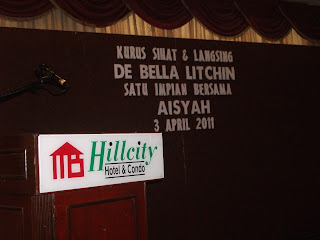 KURUS SIHAT & LANGSING
DE BELLA LITCHIN
SATU IMPIAN BERSAMA
AISYAH
3 APRIL 2011
Hillcity
Hotel & Condo